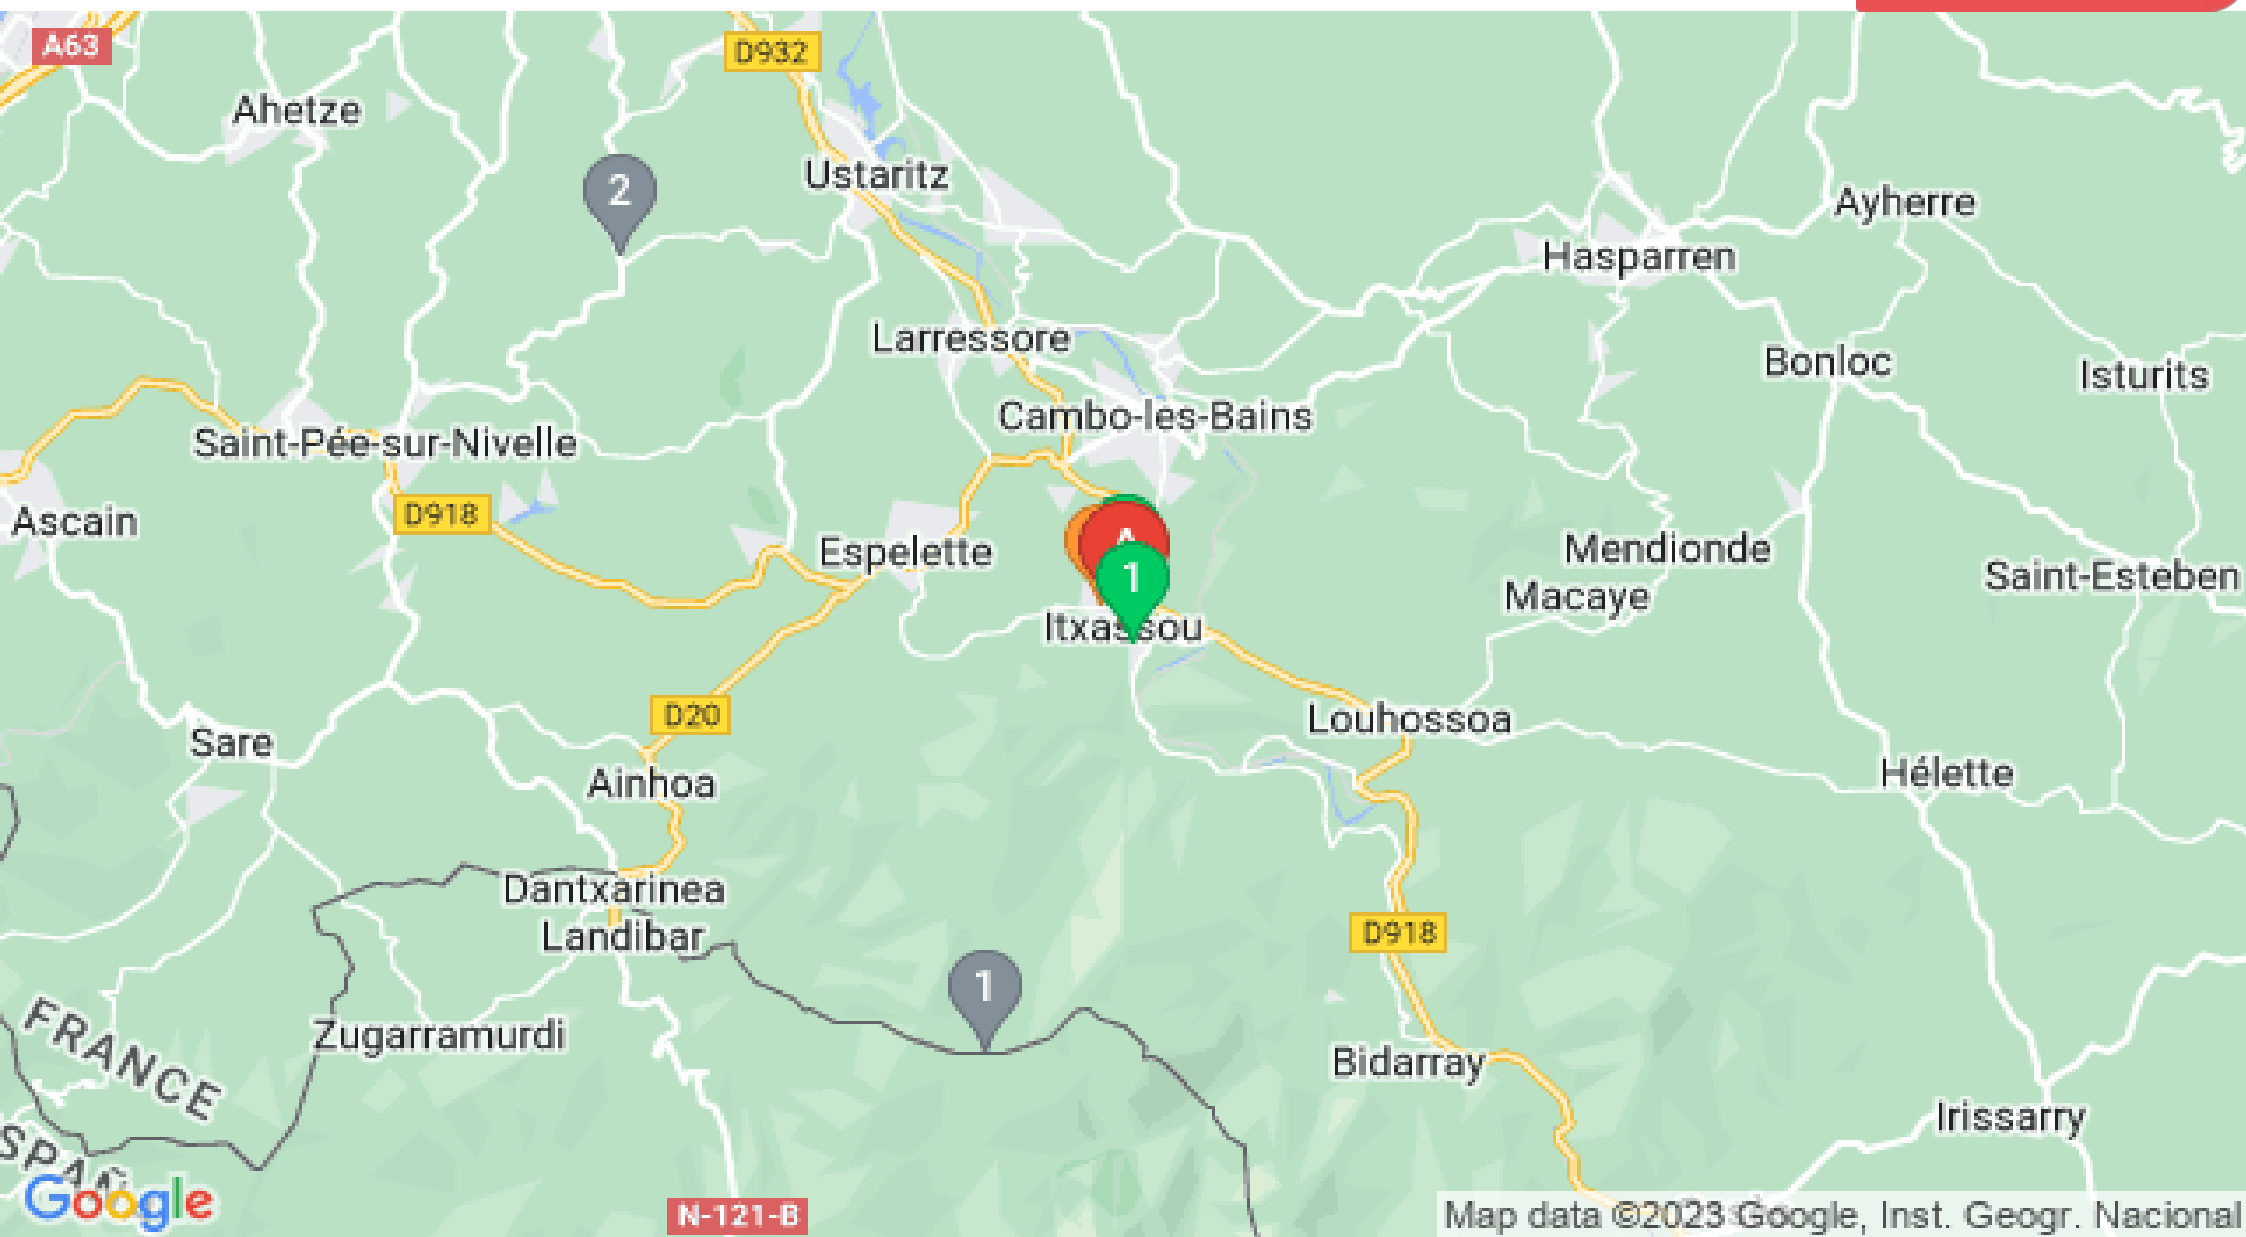 A63
D932
Ahetze
2
Ustaritz
Ayherre
Hasparren
Larressore
Bonloc
Isturits
Cambo-les-Bains
Saint-Pée-sur-Nivelle
D918
Ascain
Espelette
1
Mendionde
Saint-Esteben
Macaye
Itxassou
D20
Louhossoa
Sare
Ainhoa
Hélette
Dantxarinea
Landibar
D918
1
FRANCE
Zugarramurdi
Bidarray
Irissarry
Google
N-121-B
Map data ©2023 Google, Inst. Geogr. Nacional